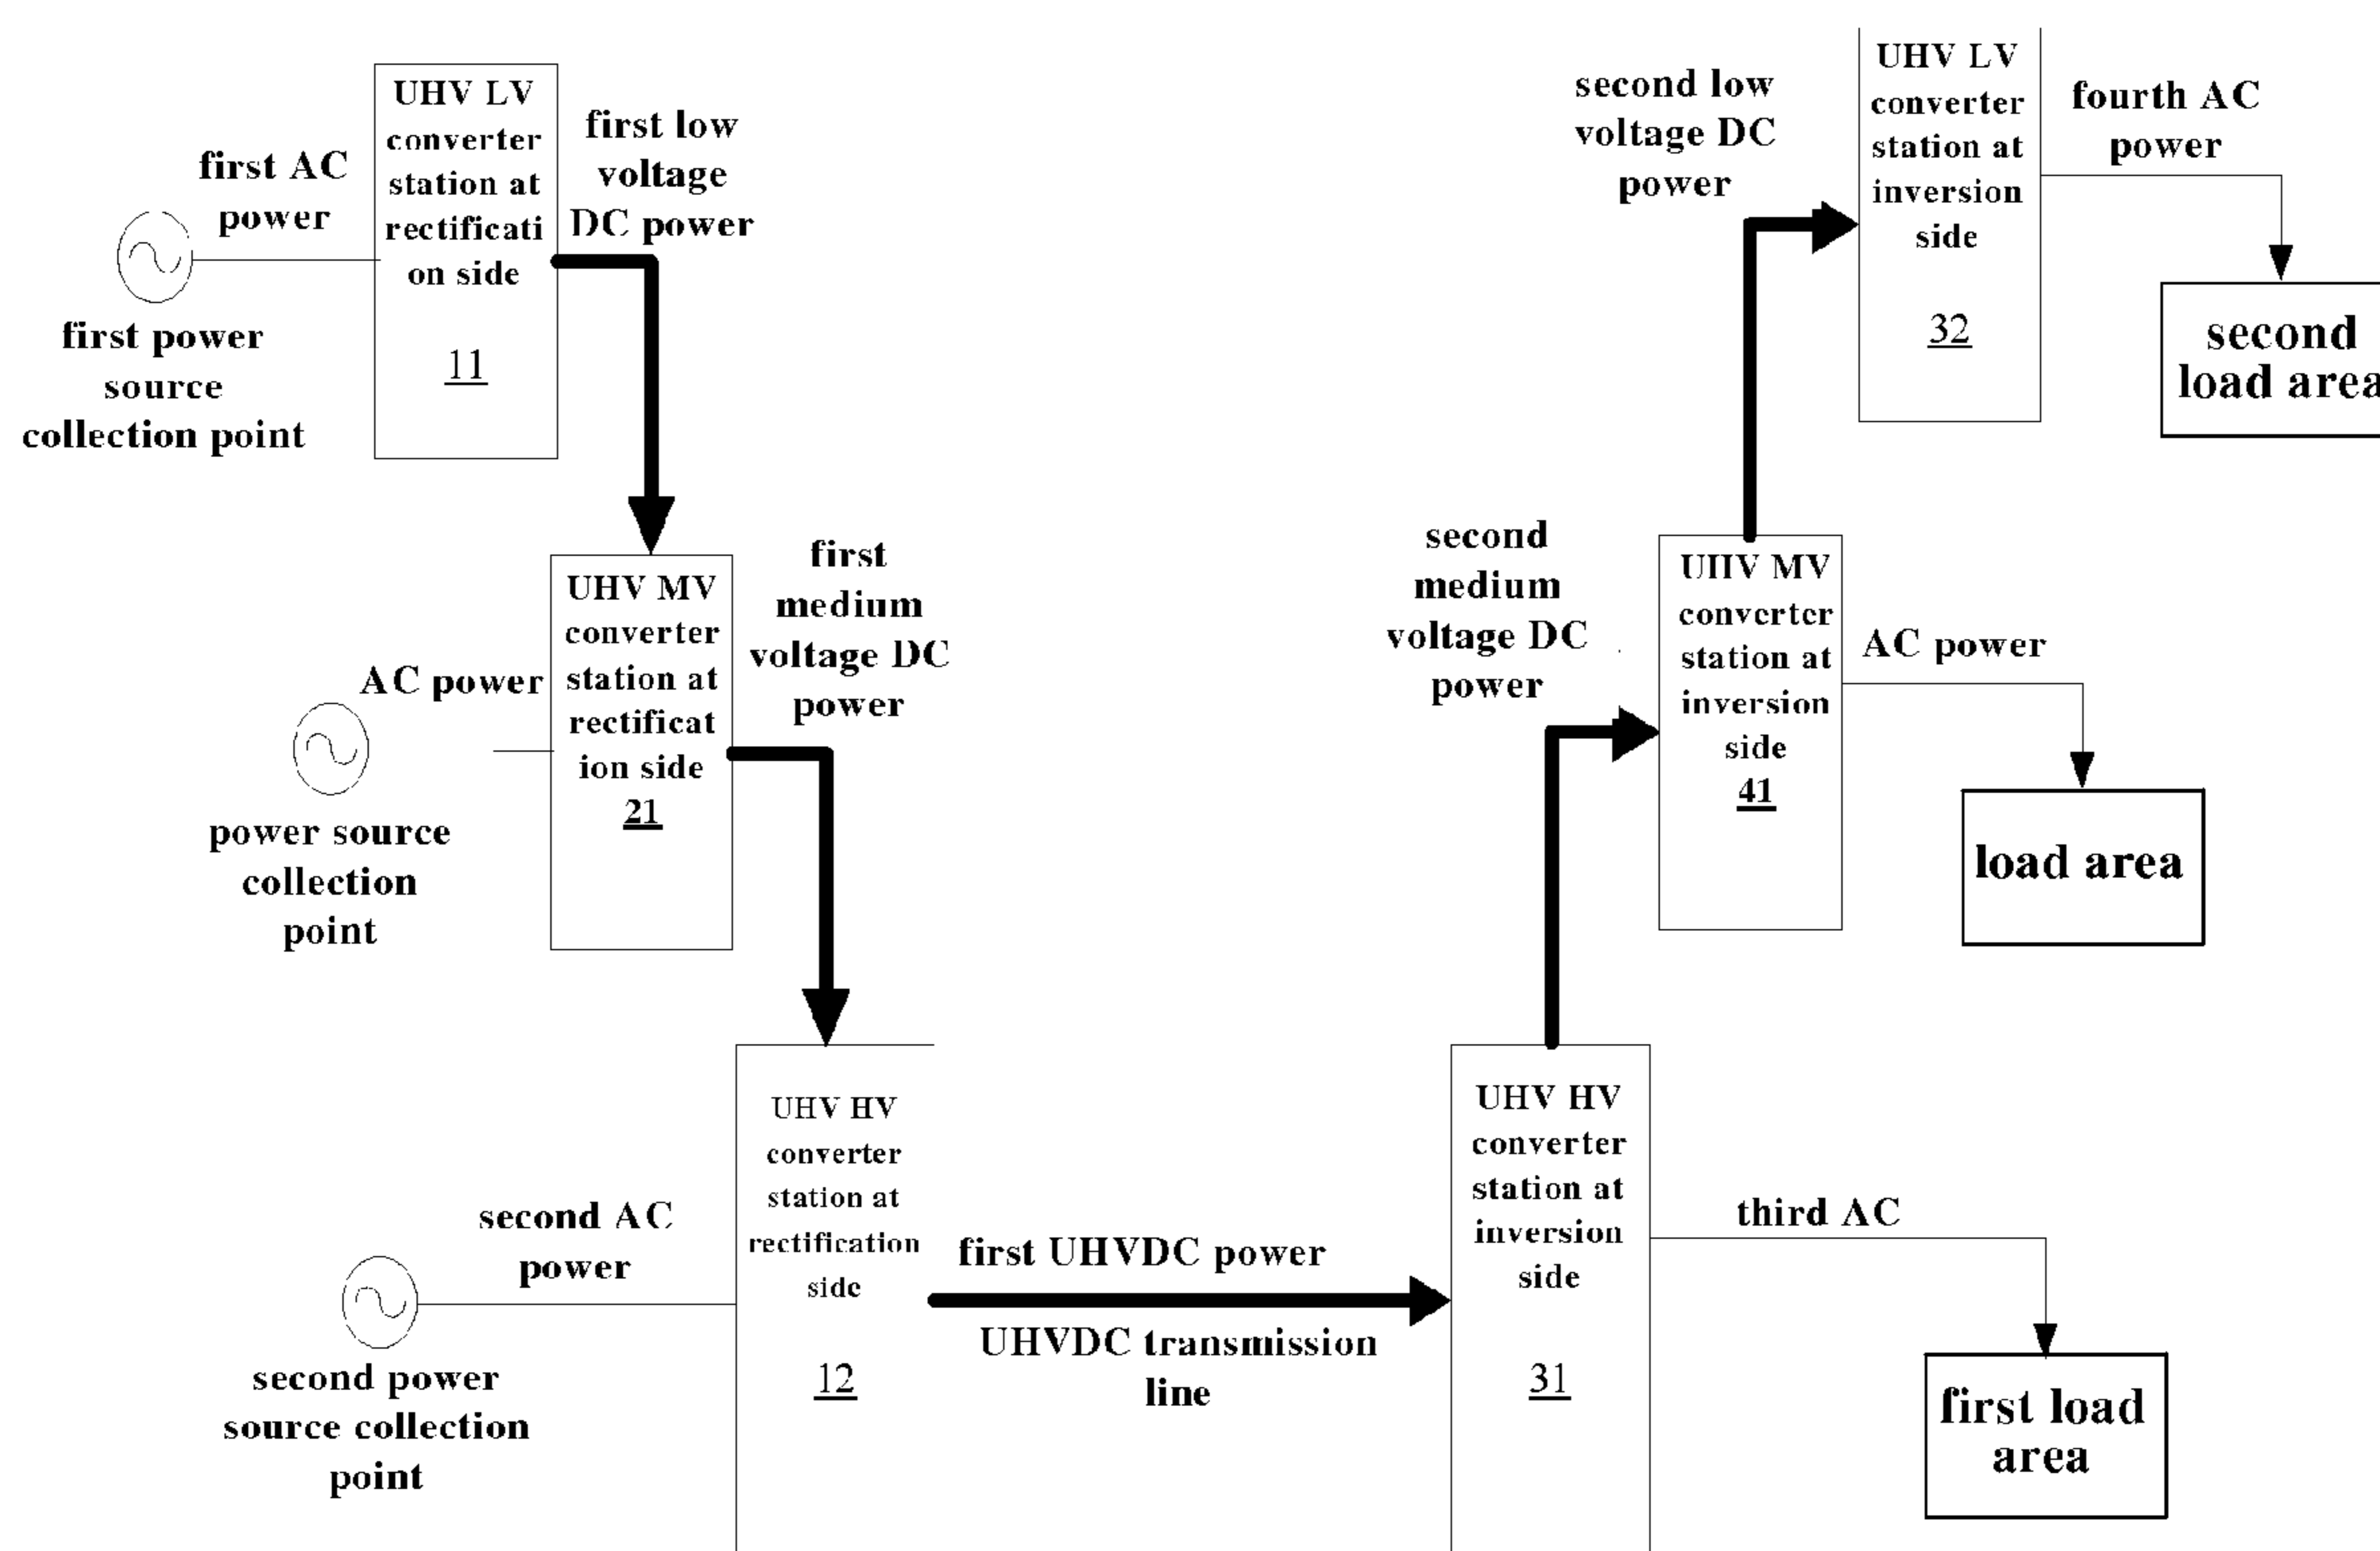 first AC
power
first power
source
collection point
UHV LV
converter
station at
rectificati
on side
11
first low
voltage
DC power
AC power
power source
collection
point
UHV MV
converter
station at
rectificat
ion side
21
first
medium
voltage DC
power
second AC
power
second power
source collection
point
UHV HV
converter
station at
rectification
side
12
first UHVDC power
UHVDC transmission
line
UHV HV
converter
station at
inversion
side
31
third AC
first load
area
second
medium
voltage DC
power
UHV MV
converter
station at
inversion
side
41
AC power
load area
second low
voltage DC
power
UHV LV
converter
station at
inversion
side
32
fourth AC
power
second
load area